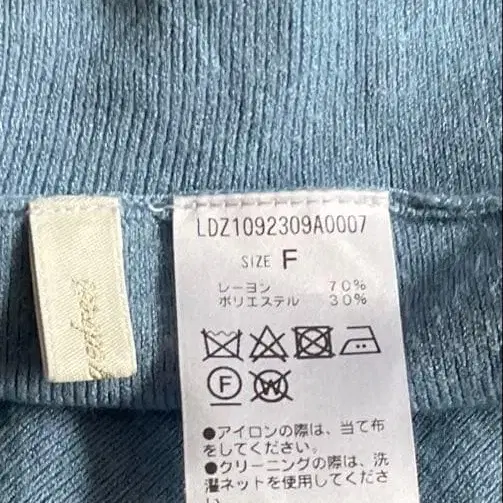 LDZ1092309A0007
SIZE F
レーヨン 70%
ポリエステル 30%
F W
●アイロンの際は、当て布
をしてください。
●クリーニングの際は、洗
濯ネットを使用してくださ
い。